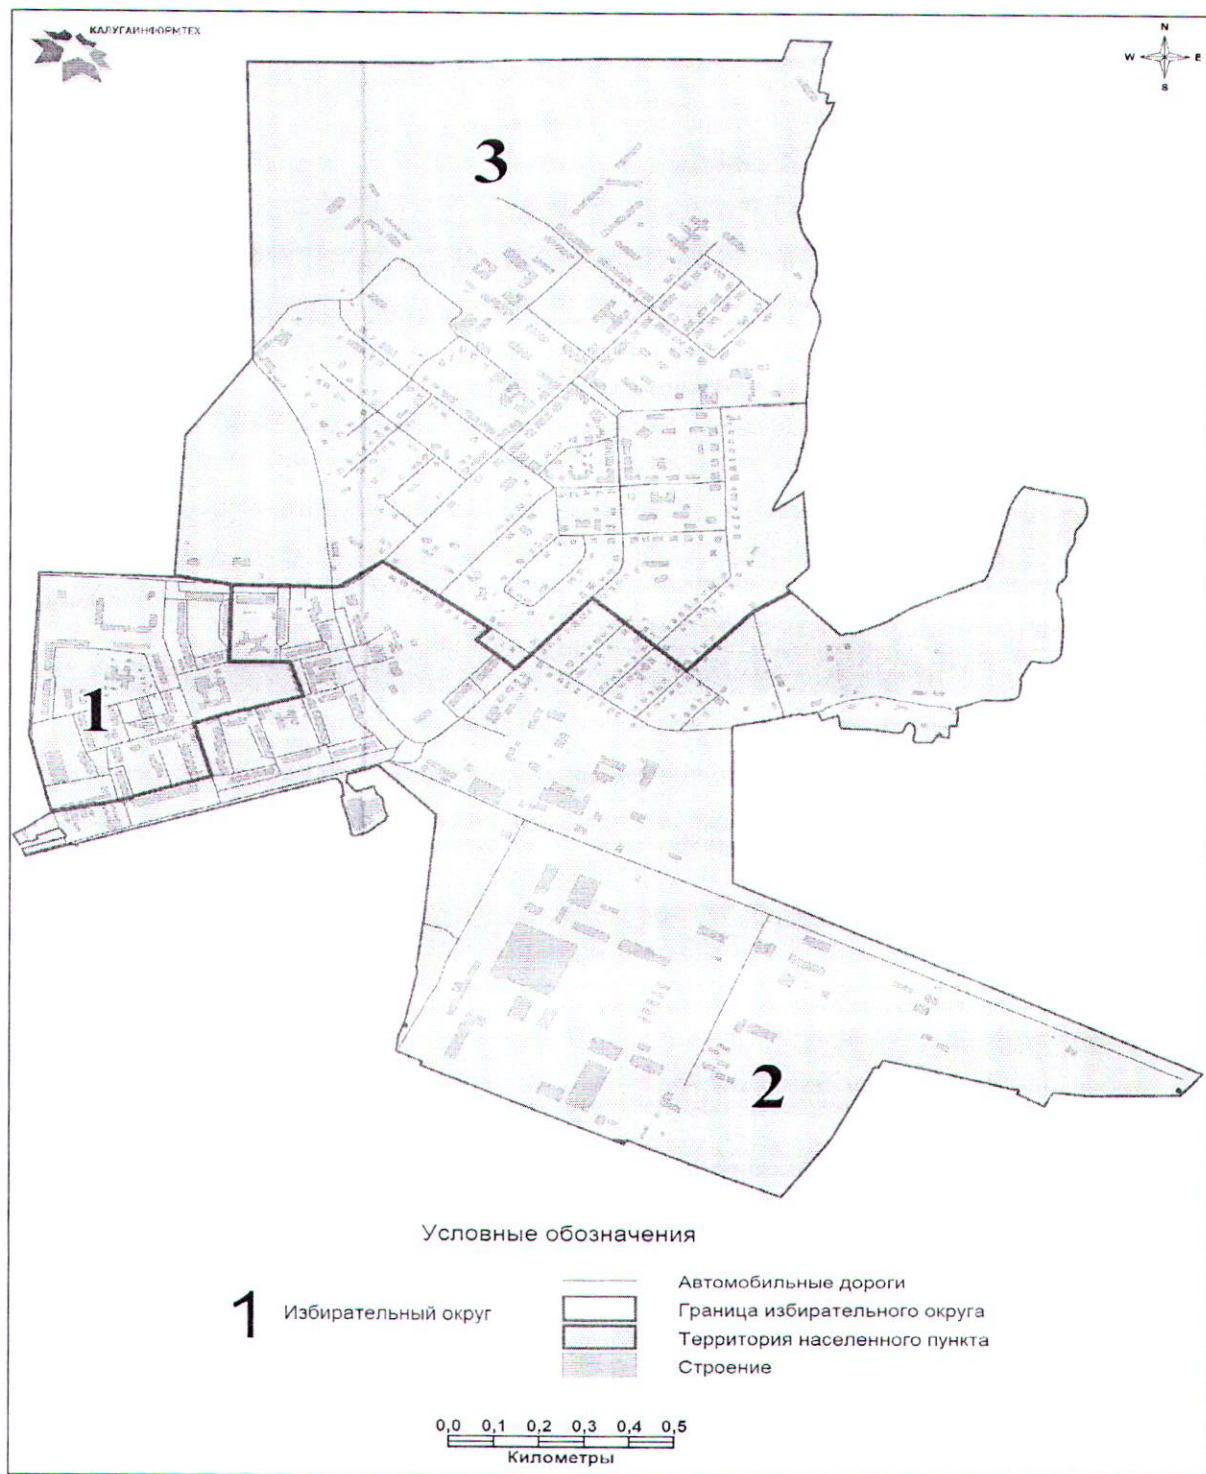 КАЛУГАИНФОРМТЕХ
N
W E
S
3
1
2
Условные обозначения
1 Избирательный округ
Автомобильные дороги
Граница избирательного округа
Территория населенного пункта
Строение
0,0 0,1 0,2 0,3 0,4 0,5
Километры